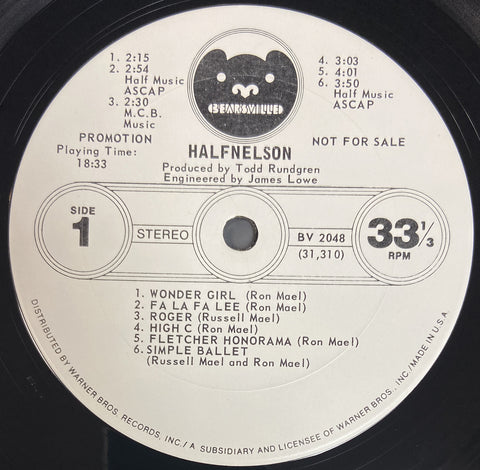 1. 2:15
2. 2:54
Half Music
ASCAP
3. 2:30
M.C.B.
Music
BEARSVILLE
4. 3:03
5. 4:01
6. 3:50
Half Music
ASCAP
PROMOTION
NOT FOR SALE
Playing Time:
18:33
HALFNELSON
Produced by Todd Rundgren
Engineered by James Lowe
SIDE
1
STEREO
BV 2048
(31,310)
33 1/3
RPM
1. WONDER GIRL (Ron Mael)
2. FA LA FA LEE (Ron Mael)
3. ROGER (Russell Mael)
4. HIGH C (Ron Mael)
5. FLETCHER HONORAMA (Ron Mael)
6. SIMPLE BALLET
(Russell Mael and Ron Mael)
DISTRIBUTED BY WARNER BROS. RECORDS, INC./A SUBSIDIARY AND LICENSEE OF WARNER BROS., INC./MADE IN U.S.A.